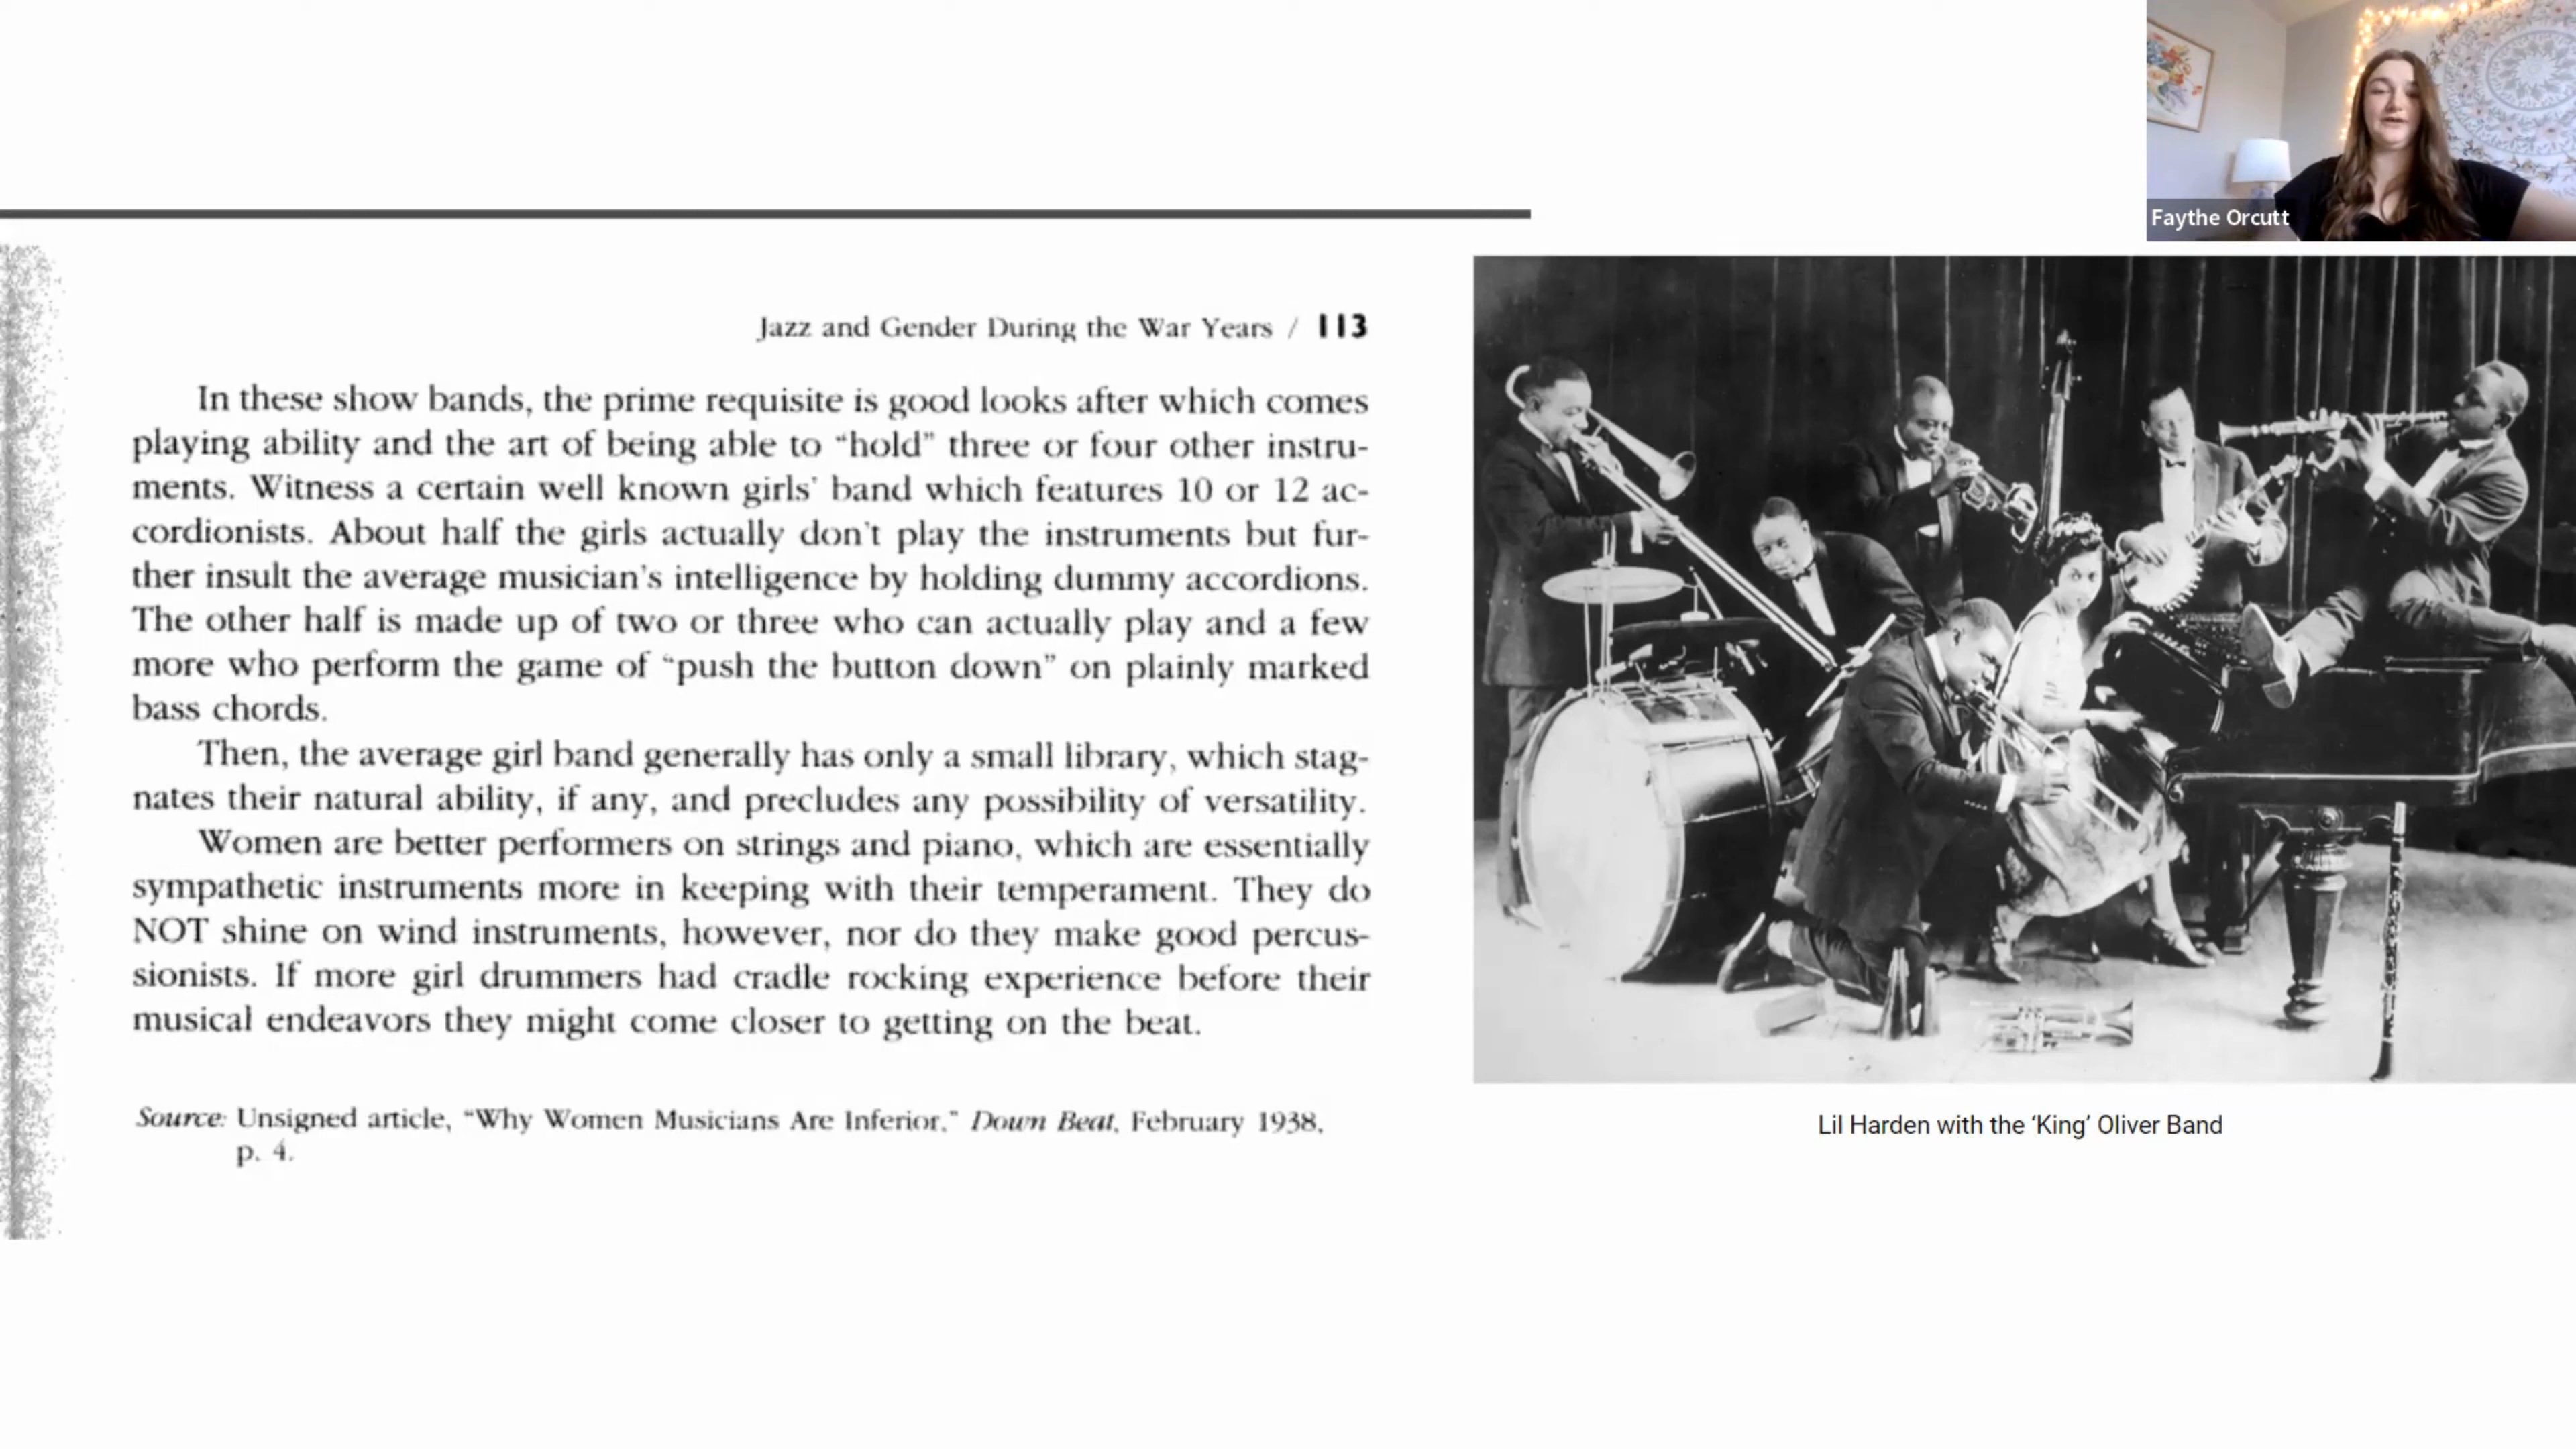 Faythe Orcutt
Jazz and Gender During the War Years / 113
In these show bands, the prime requisite is good looks after which comes
playing ability and the art of being able to “hold” three or four other instru-
ments. Witness a certain well known girls' band which features 10 or 12 ac-
cordionists. About half the girls actually don't play the instruments but fur-
ther insult the average musician's intelligence by holding dummy accordions.
The other half is made up of two or three who can actually play and a few
more who perform the game of “push the button down” on plainly marked
bass chords.
Then, the average girl band generally has only a small library, which stag-
nates their natural ability, if any, and precludes any possibility of versatility.
Women are better performers on strings and piano, which are essentially
sympathetic instruments more in keeping with their temperament. They do
NOT shine on wind instruments, however, nor do they make good percus-
sionists. If more girl drummers had cradle rocking experience before their
musical endeavors they might come closer to getting on the beat.
Source: Unsigned article, “Why Women Musicians Are Inferior,” Down Beat, February 1938,
p. 4.
Lil Harden with the ‘King’ Oliver Band